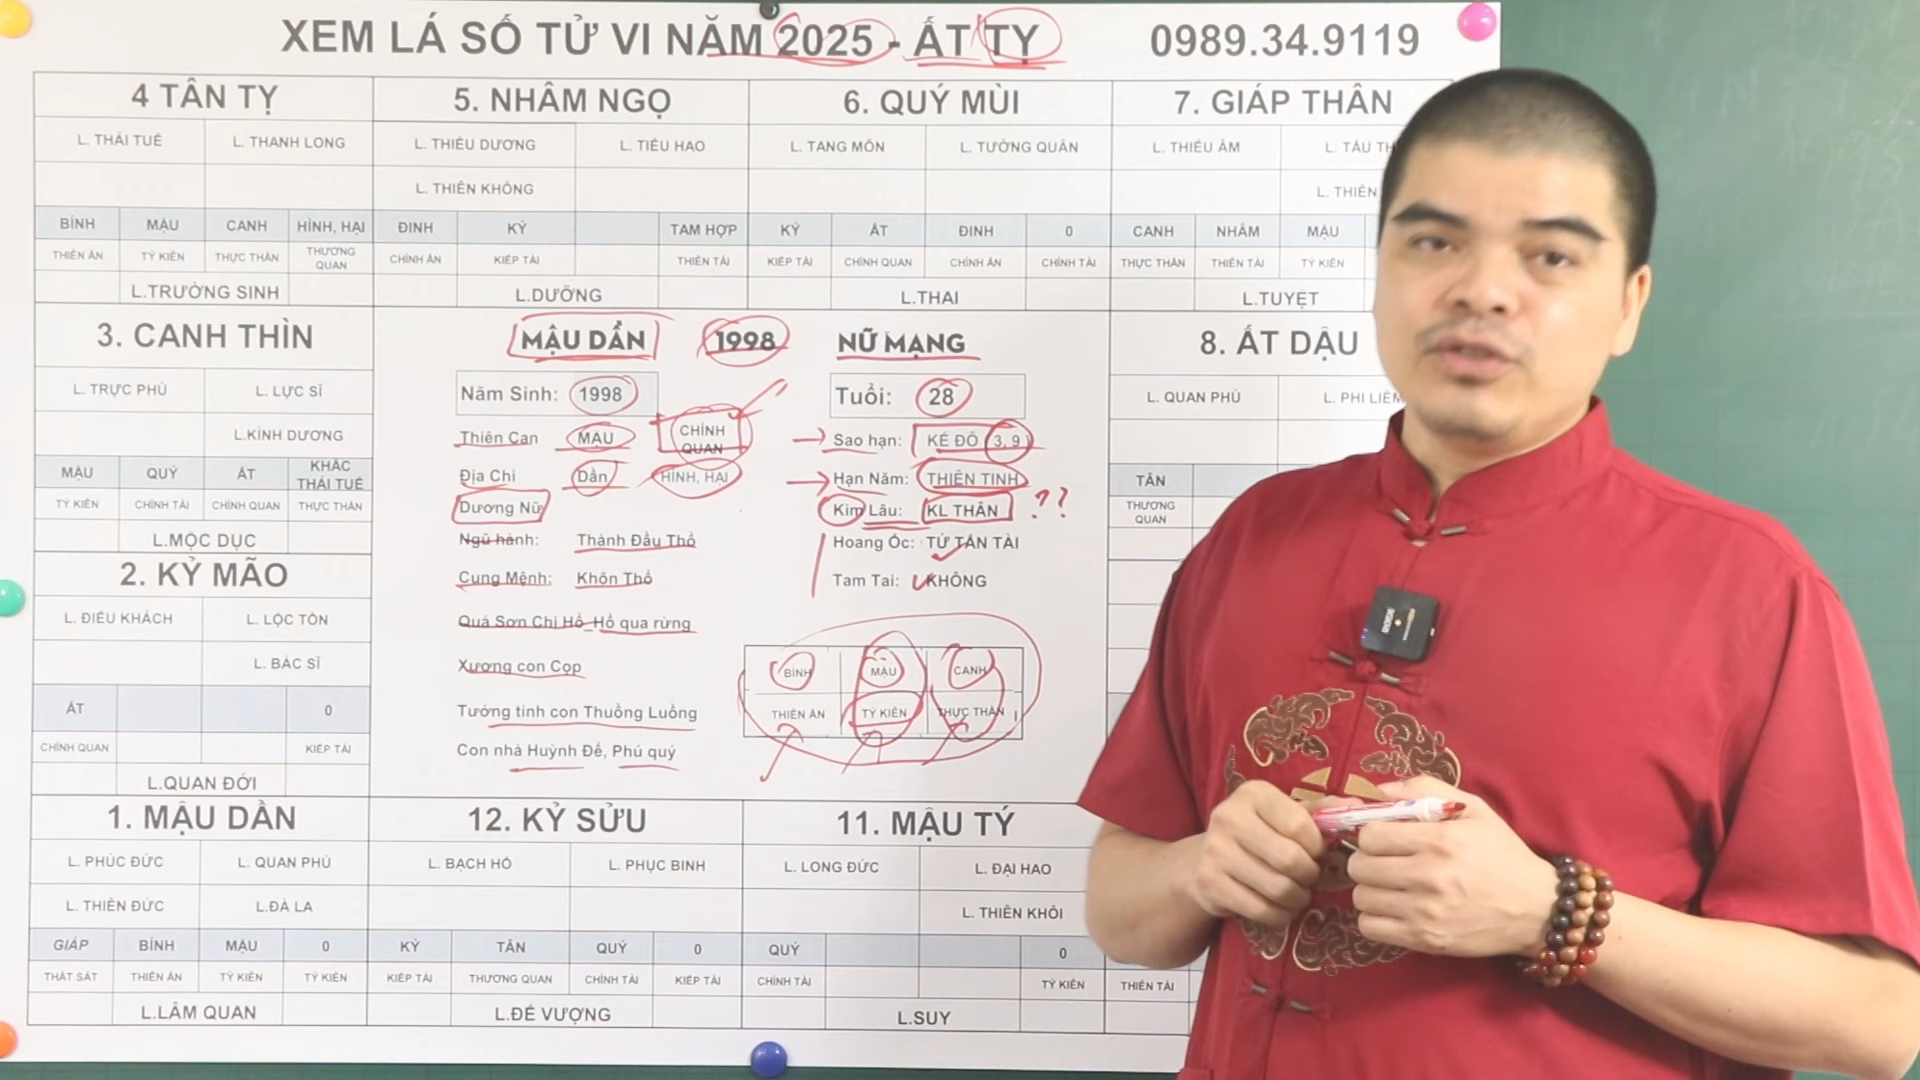 XEM LÁ SỐ TỬ VI NĂM 2025 - ẤT TỴ 0989.34.9119
4 TÂN TỴ
L. THÁI TUẾ L. THANH LONG
BÍNH MẬU CANH HÌNH, HẠI
THIÊN ẤN TỶ KIÊN THỰC THẦN THƯƠNG QUAN
L.TRƯỜNG SINH
5. NHÂM NGỌ
L. THIẾU DƯƠNG L. TIỂU HAO
L. THIÊN KHÔNG
ĐINH KỶ TAM HỢP
CHÍNH ẤN KIẾP TÀI THIÊN TÀI
L.DƯỠNG
6. QUÝ MÙI
L. TANG MÔN L. TƯỚNG QUÂN
KỶ ẤT ĐINH 0
KIẾP TÀI CHÍNH QUAN CHÍNH ẤN CHÍNH TÀI
L.THAI
7. GIÁP THÂN
L. THIẾU ÂM L. TẤU
L. THIÊN
CANH NHÂM MẬU
THỰC THẦN THIÊN TÀI TỶ KIÊN
L.TUYỆT
3. CANH THÌN
L. TRỰC PHÙ L. LỰC SĨ
L.KÌNH DƯƠNG
MẬU QUÝ ẤT KHẮC THÁI TUẾ
TỶ KIÊN CHÍNH TÀI CHÍNH QUAN THỰC THẦN
L.MỘC DỤC
MẬU DẦN 1998 NỮ MẠNG
Năm Sinh: 1998
Thiên Can MẬU CHÍNH QUAN
Địa Chi Dần HÌNH, HẠI
Dương Nữ
Ngũ hành: Thành Đầu Thổ
Cung Mệnh: Khôn Thổ
Quá Sơn Chi Hổ_Hổ qua rừng
Xương con Cọp
Tướng tinh con Thuồng Luồng
Con nhà Huỳnh Đế, Phú quý
Tuổi: 28
Sao hạn: KẾ ĐÔ 3, 9
Hạn Năm: THIÊN TINH
Kim Lâu: KL THÂN ??
Hoang Ốc: TỨ TẤN TÀI
Tam Tai: KHÔNG
BÍNH MẬU CANH
THIÊN ẤN TỶ KIÊN THỰC THẦN
8. ẤT DẬU
L. QUAN PHÙ L. PHI LIÊM
TÂN
THƯƠNG QUAN
2. KỶ MÃO
L. ĐIẾU KHÁCH L. LỘC TỒN
L. BÁC SĨ
ẤT 0
CHÍNH QUAN KIẾP TÀI
L.QUAN ĐỚI
1. MẬU DẦN
L. PHÚC ĐỨC L. QUAN PHỦ
L. THIÊN ĐỨC L.ĐÀ LA
GIÁP BÍNH MẬU 0
THẤT SÁT THIÊN ẤN TỶ KIÊN TỶ KIÊN
L.LÂM QUAN
12. KỶ SỬU
L. BẠCH HỔ L. PHỤC BINH
KỶ TÂN QUÝ 0
KIẾP TÀI THƯƠNG QUAN CHÍNH TÀI KIẾP TÀI
L.ĐẾ VƯỢNG
11. MẬU TÝ
L. LONG ĐỨC L. ĐẠI HAO
L. THIÊN KHÔI
QUÝ 0
CHÍNH TÀI TỶ KIÊN
L.SUY
THIÊN TÀI